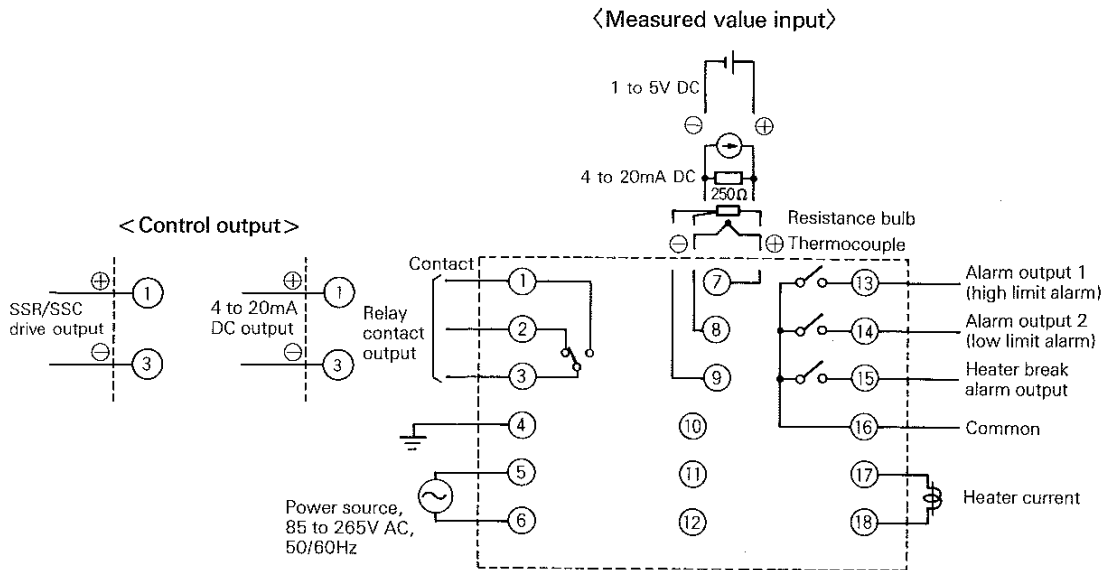 〈Measured value input〉
1 to 5V DC
⊖ ⊕
4 to 20mA DC
250Ω
Resistance bulb
⊖ ⊕ Thermocouple
<Control output>
⊕ 1
SSR/SSC
drive output
⊖ 3
⊕ 1
4 to 20mA
DC output
⊖ 3
Contact
Relay
contact
output
1
2
3
4
5
6
Power source,
85 to 265V AC,
50/60Hz
7
8
9
10
11
12
13
Alarm output 1
(high limit alarm)
14
Alarm output 2
(low limit alarm)
15
Heater break
alarm output
16
Common
17
18
Heater current